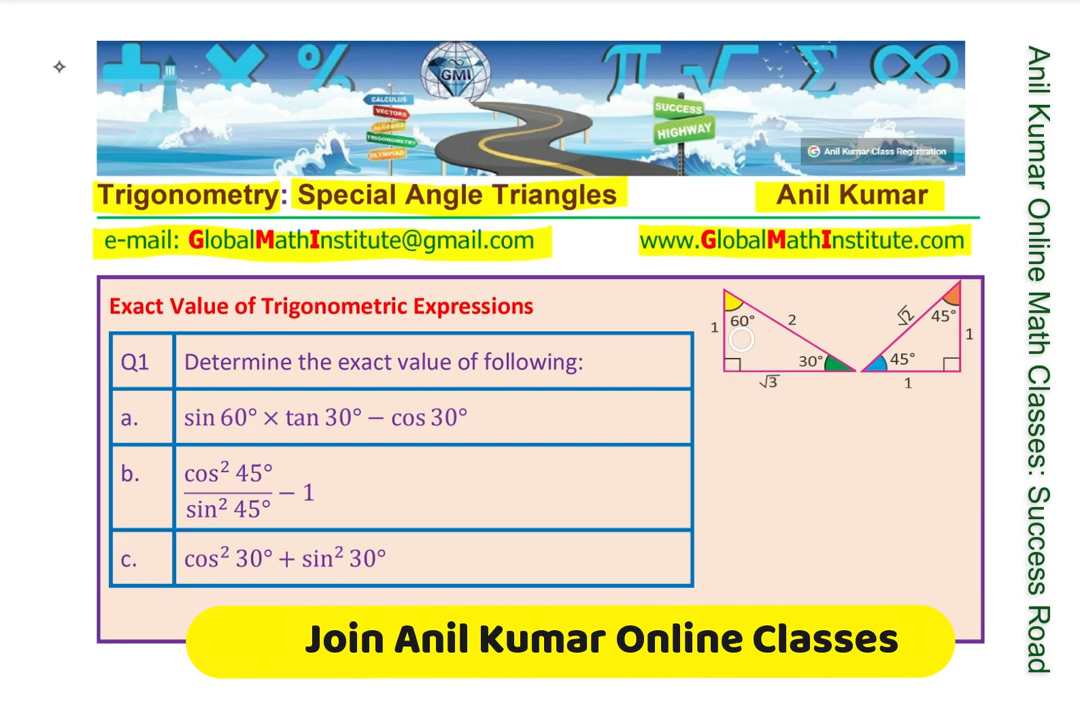 GMI
CALCULUS
VECTORS
ALGEBRA
TRIGONOMETRY
OLYMPIAD
SUCCESS
HIGHWAY
Anil Kumar Class Registration
Trigonometry: Special Angle Triangles
Anil Kumar
e-mail: GlobalMathInstitute@gmail.com
www.GlobalMathInstitute.com
Exact Value of Trigonometric Expressions
Q1 Determine the exact value of following:
a. sin 60° × tan 30° − cos 30°
b. cos² 45° / sin² 45° − 1
c. cos² 30° + sin² 30°
1 60° 2
30°
√3
√2 45°
1
45°
1
Join Anil Kumar Online Classes
Anil Kumar Online Math Classes: Success Road